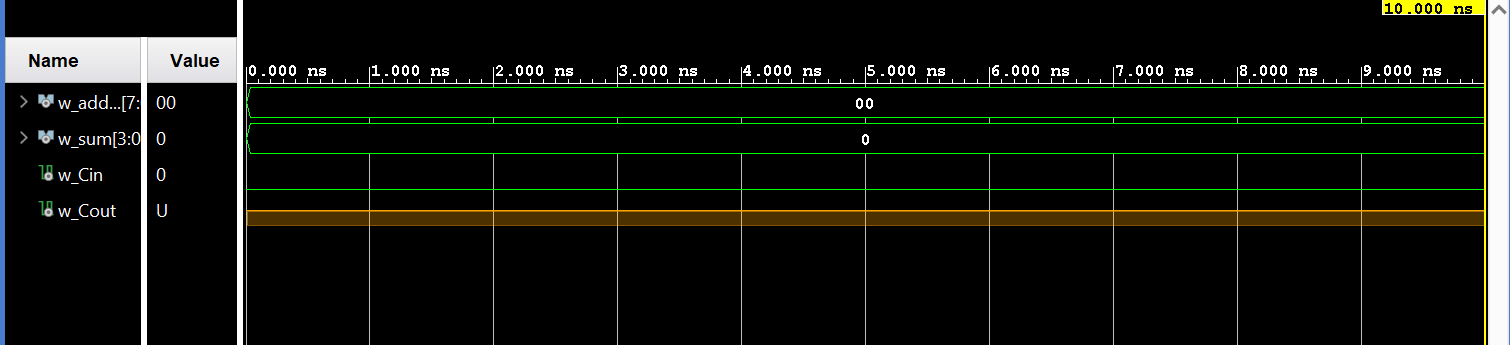 10.000 ns
Name Value
0.000 ns 1.000 ns 2.000 ns 3.000 ns 4.000 ns 5.000 ns 6.000 ns 7.000 ns 8.000 ns 9.000 ns
w_add...[7:0 00 00
w_sum[3:0 0 0
w_Cin 0
w_Cout U